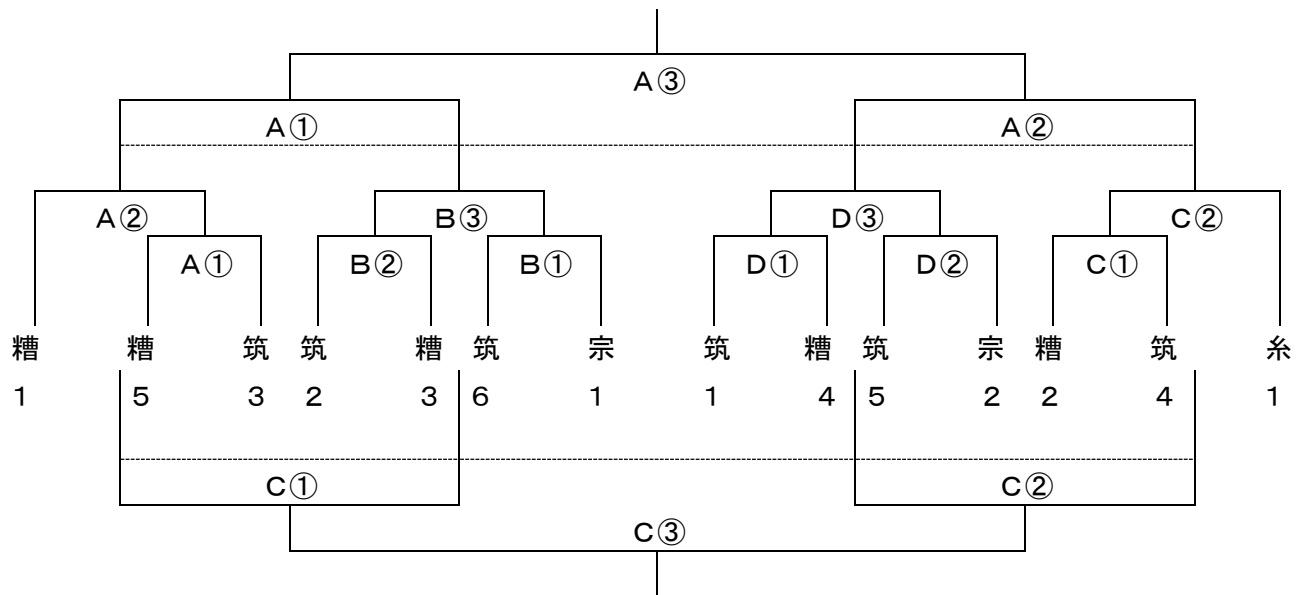 A③
A① A②
A② B③ D③ C②
A① B② B① D① D② C①
糟 糟 筑 筑 糟 筑 宗 筑 糟 筑 宗 糟 筑 糸
1 5 3 2 3 6 1 1 4 5 2 2 4 1
C① C②
C③